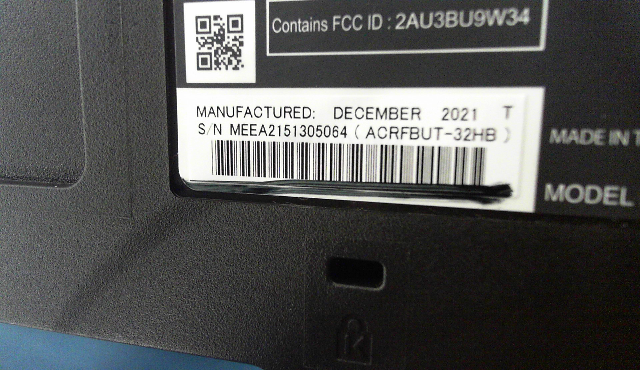 Contains FCC ID : 2AU3BU9W34
MANUFACTURED: DECEMBER 2021 T
S/N MEEA2151305064 ( ACRFBUT-32HB )
MADE IN T
MODEL